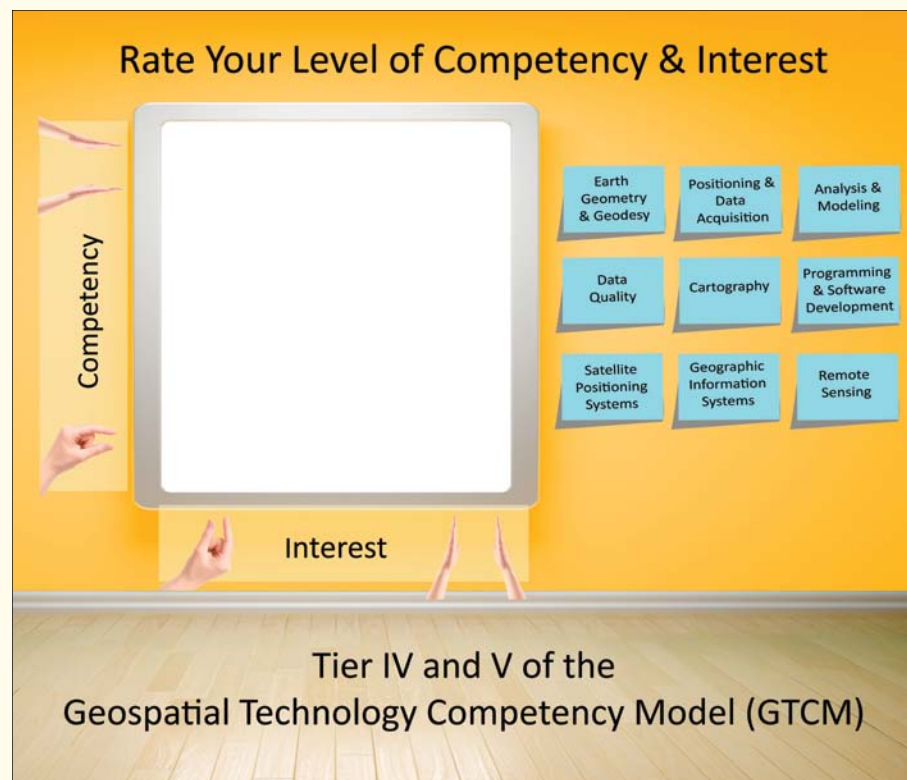 Rate Your Level of Competency & Interest
Competency
Earth
Geometry
& Geodesy
Positioning &
Data
Acquisition
Analysis &
Modeling
Data
Quality
Cartography
Programming
& Software
Development
Satellite
Positioning
Systems
Geographic
Information
Systems
Remote
Sensing
Interest
Tier IV and V of the
Geospatial Technology Competency Model (GTCM)